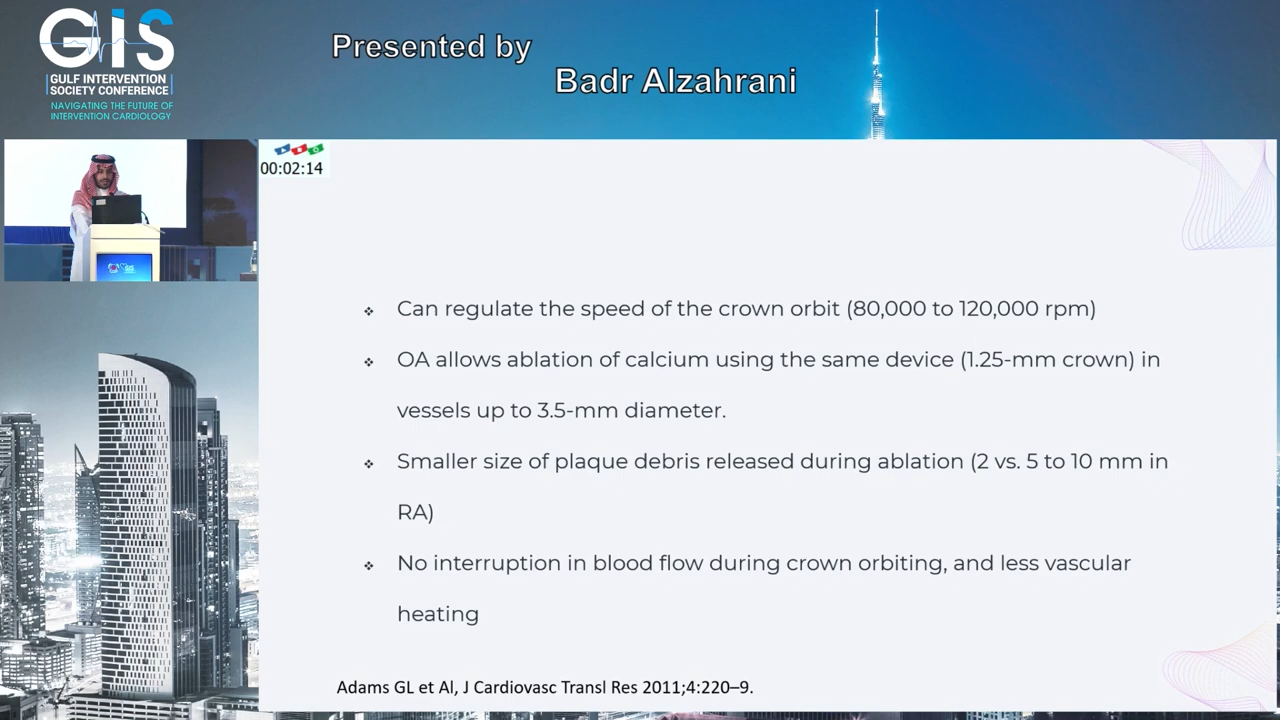 GIS
GULF INTERVENTION
SOCIETY CONFERENCE
NAVIGATING THE FUTURE OF
INTERVENTION CARDIOLOGY
Presented by
Badr Alzahrani
00:02:14
❖ Can regulate the speed of the crown orbit (80,000 to 120,000 rpm)
❖ OA allows ablation of calcium using the same device (1.25-mm crown) in
vessels up to 3.5-mm diameter.
❖ Smaller size of plaque debris released during ablation (2 vs. 5 to 10 mm in
RA)
❖ No interruption in blood flow during crown orbiting, and less vascular
heating
Adams GL et Al, J Cardiovasc Transl Res 2011;4:220–9.